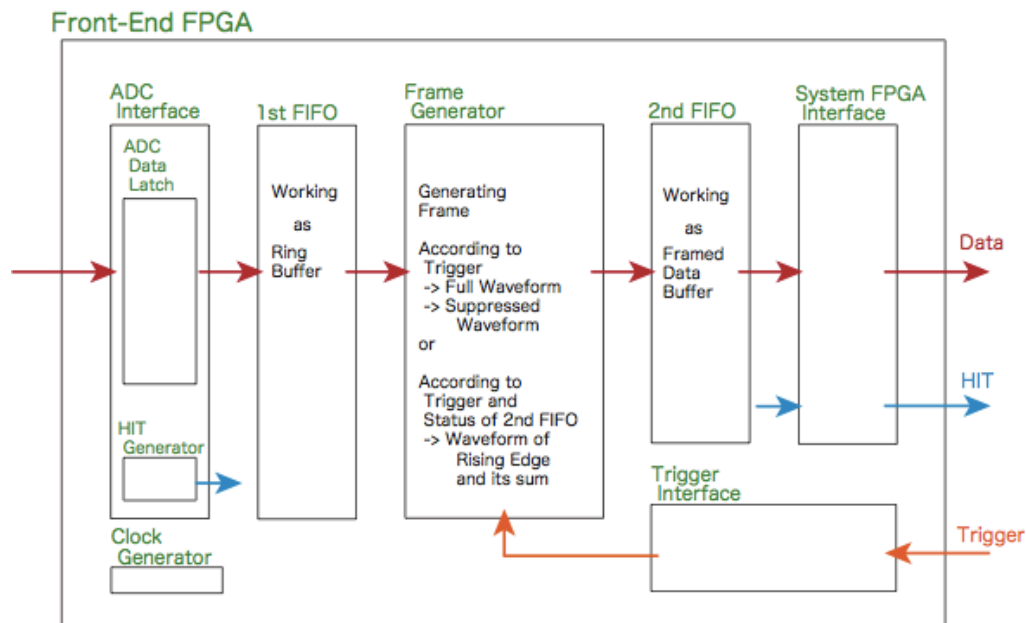 Front-End FPGA
ADC
Interface
ADC
Data
Latch
HIT
Generator
Clock
Generator
1st FIFO
Working
as
Ring
Buffer
Frame
Generator
Generating
Frame
According to
Trigger
-> Full Waveform
-> Suppressed
Waveform
or
According to
Trigger and
Status of 2nd FIFO
-> Waveform of
Rising Edge
and its sum
2nd FIFO
Working
as
Framed
Data
Buffer
System FPGA
Interface
Trigger
Interface
Data
HIT
Trigger